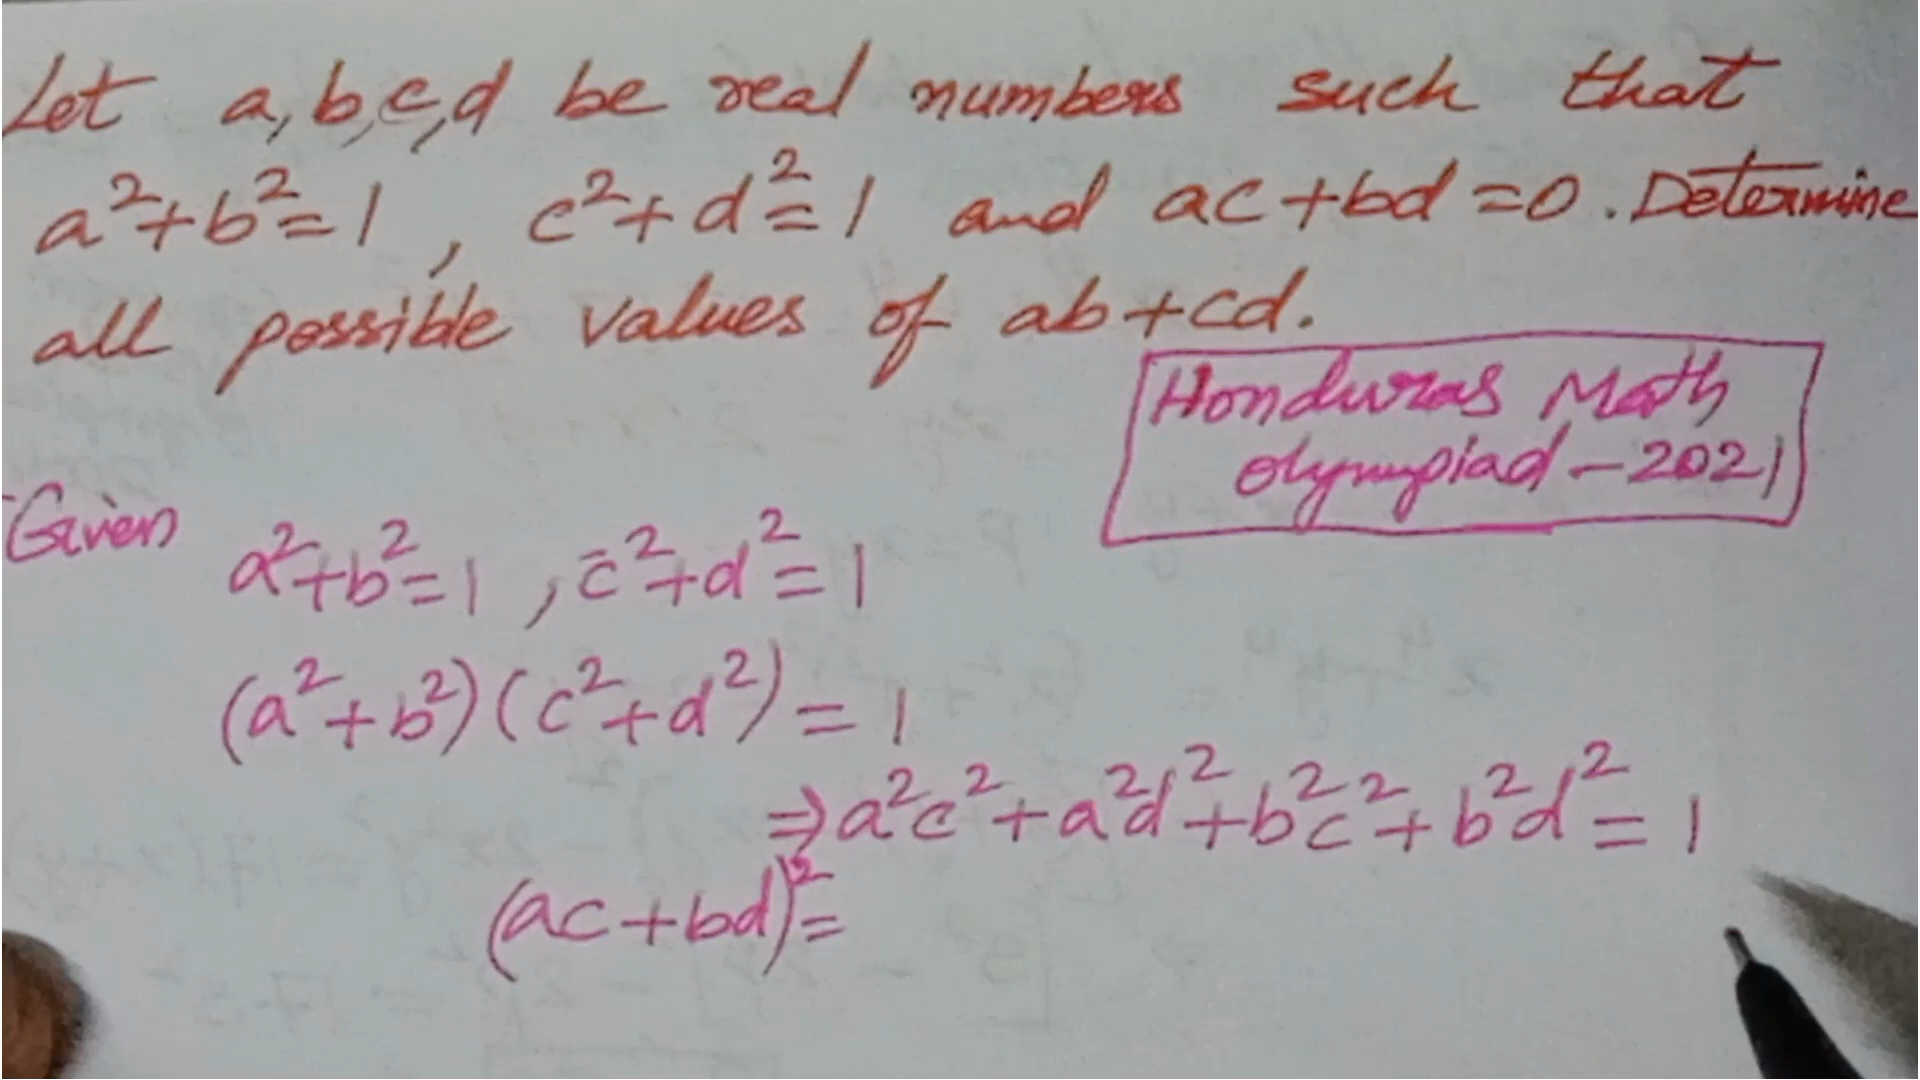 Let a,b,c,d be real numbers such that
a²+b²=1, c²+d²=1 and ac+bd=0. Determine
all possible values of ab+cd.
Honduras Math
Olympiad-2021
Given
a²+b²=1, c²+d²=1
(a²+b²)(c²+d²)=1
⇒a²c²+a²d²+b²c²+b²d²=1
(ac+bd)²=